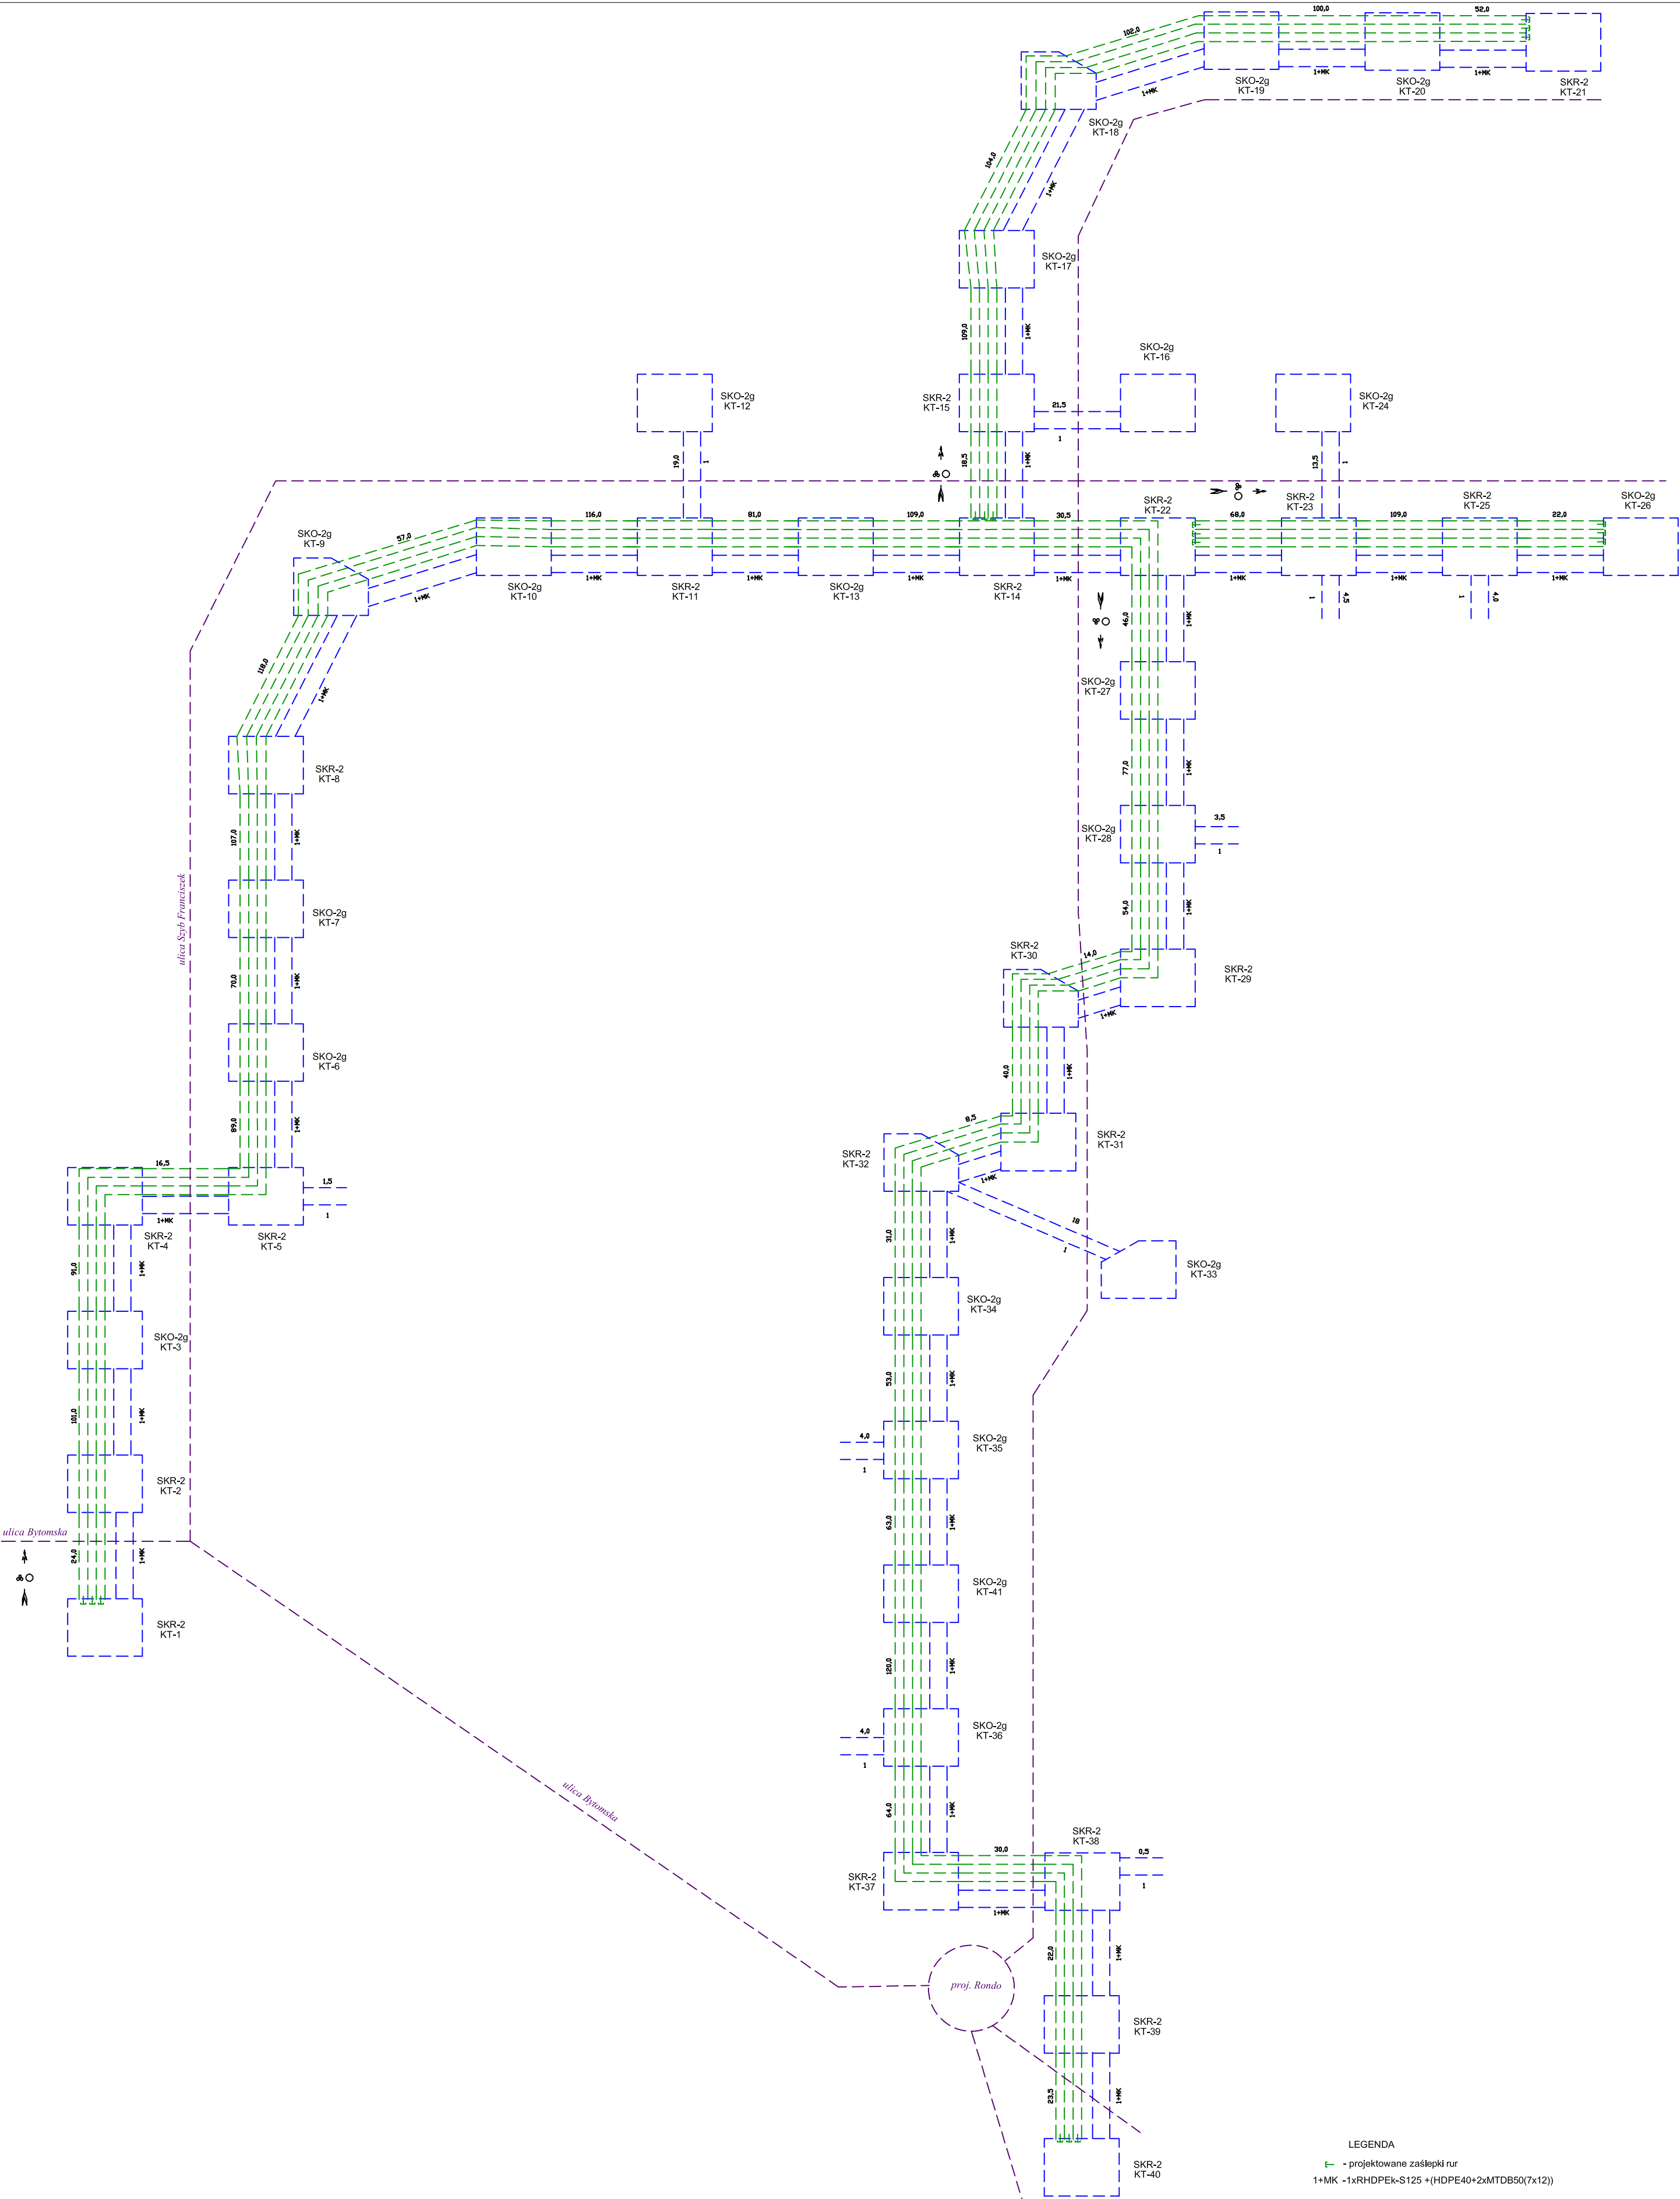 100,0
52,0
102,0
1+MK
1+MK
1+MK
SKO-2g
KT-19
SKO-2g
KT-20
SKR-2
KT-21
SKO-2g
KT-18
104,0
1+MK
SKO-2g
KT-17
109,0
1+MK
SKO-2g
KT-16
SKO-2g
KT-12
SKR-2
KT-15
21,5
1
SKO-2g
KT-24
19,0
1
18,5
1+MK
13,5
1
SKR-2
KT-22
SKR-2
KT-23
SKR-2
KT-25
SKO-2g
KT-26
SKO-2g
KT-9
57,0
116,0
81,0
109,0
30,5
68,0
109,0
22,0
1+MK
1+MK
1+MK
1+MK
1+MK
1+MK
1+MK
1+MK
SKO-2g
KT-10
SKR-2
KT-11
SKO-2g
KT-13
SKR-2
KT-14
1
4,5
1
4,0
46,0
1+MK
118,0
1+MK
SKO-2g
KT-27
SKR-2
KT-8
77,0
1+MK
107,0
1+MK
SKO-2g
KT-28
3,5
1
SKO-2g
KT-7
54,0
1+MK
ulica Szyb Franciszek
70,0
1+MK
SKR-2
KT-30
14,0
1+MK
SKR-2
KT-29
SKO-2g
KT-6
40,0
1+MK
89,0
1+MK
8,5
SKR-2
KT-31
SKR-2
KT-32
1+MK
16,5
1+MK
1,5
1
SKR-2
KT-4
SKR-2
KT-5
18
1
SKO-2g
KT-33
91,0
1+MK
31,0
1+MK
SKO-2g
KT-34
SKO-2g
KT-3
53,0
1+MK
101,0
1+MK
4,0
1
SKO-2g
KT-35
SKR-2
KT-2
63,0
1+MK
ulica Bytomska
24,0
1+MK
SKO-2g
KT-41
SKR-2
KT-1
120,0
1+MK
4,0
1
SKO-2g
KT-36
ulica Bytomska
64,0
1+MK
SKR-2
KT-38
30,0
0,5
1
SKR-2
KT-37
1+MK
22,0
1+MK
proj. Rondo
SKR-2
KT-39
23,5
1+MK
SKR-2
KT-40
LEGENDA
- projektowane zaślepki rur
1+MK -1xRHDPEk-S125 +(HDPE40+2xMTDB50(7x12))